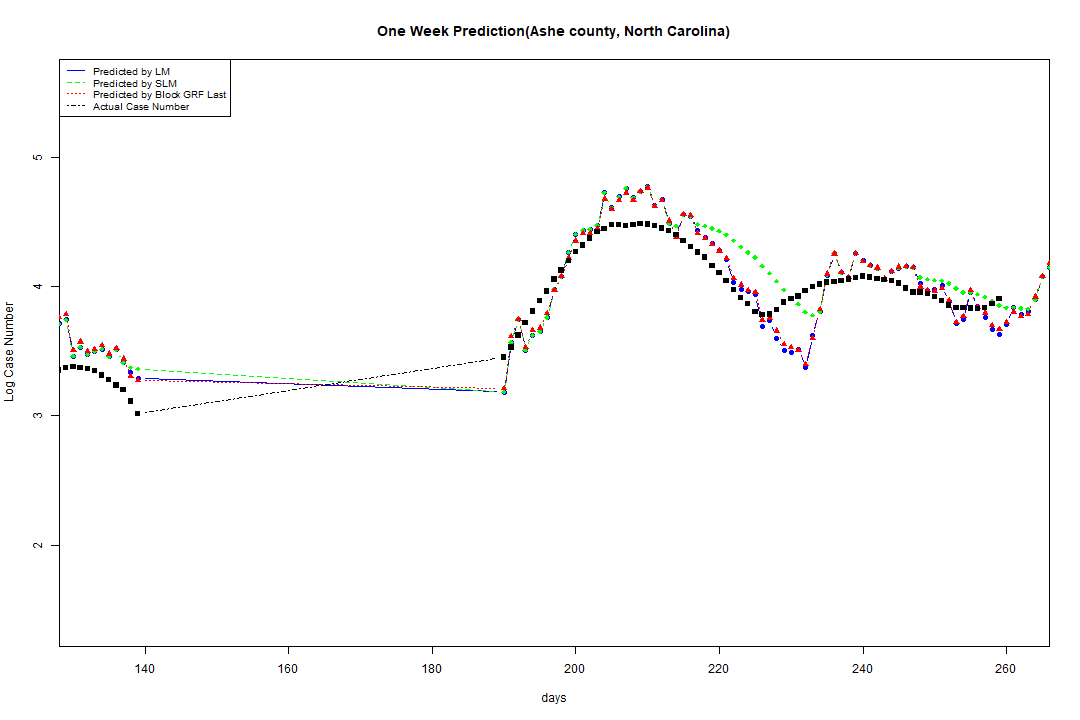 One Week Prediction(Ashe county, North Carolina)
Predicted by LM
Predicted by SLM
Predicted by Block GRF Last
Actual Case Number
5
4
3
2
Log Case Number
140 160 180 200 220 240 260
days